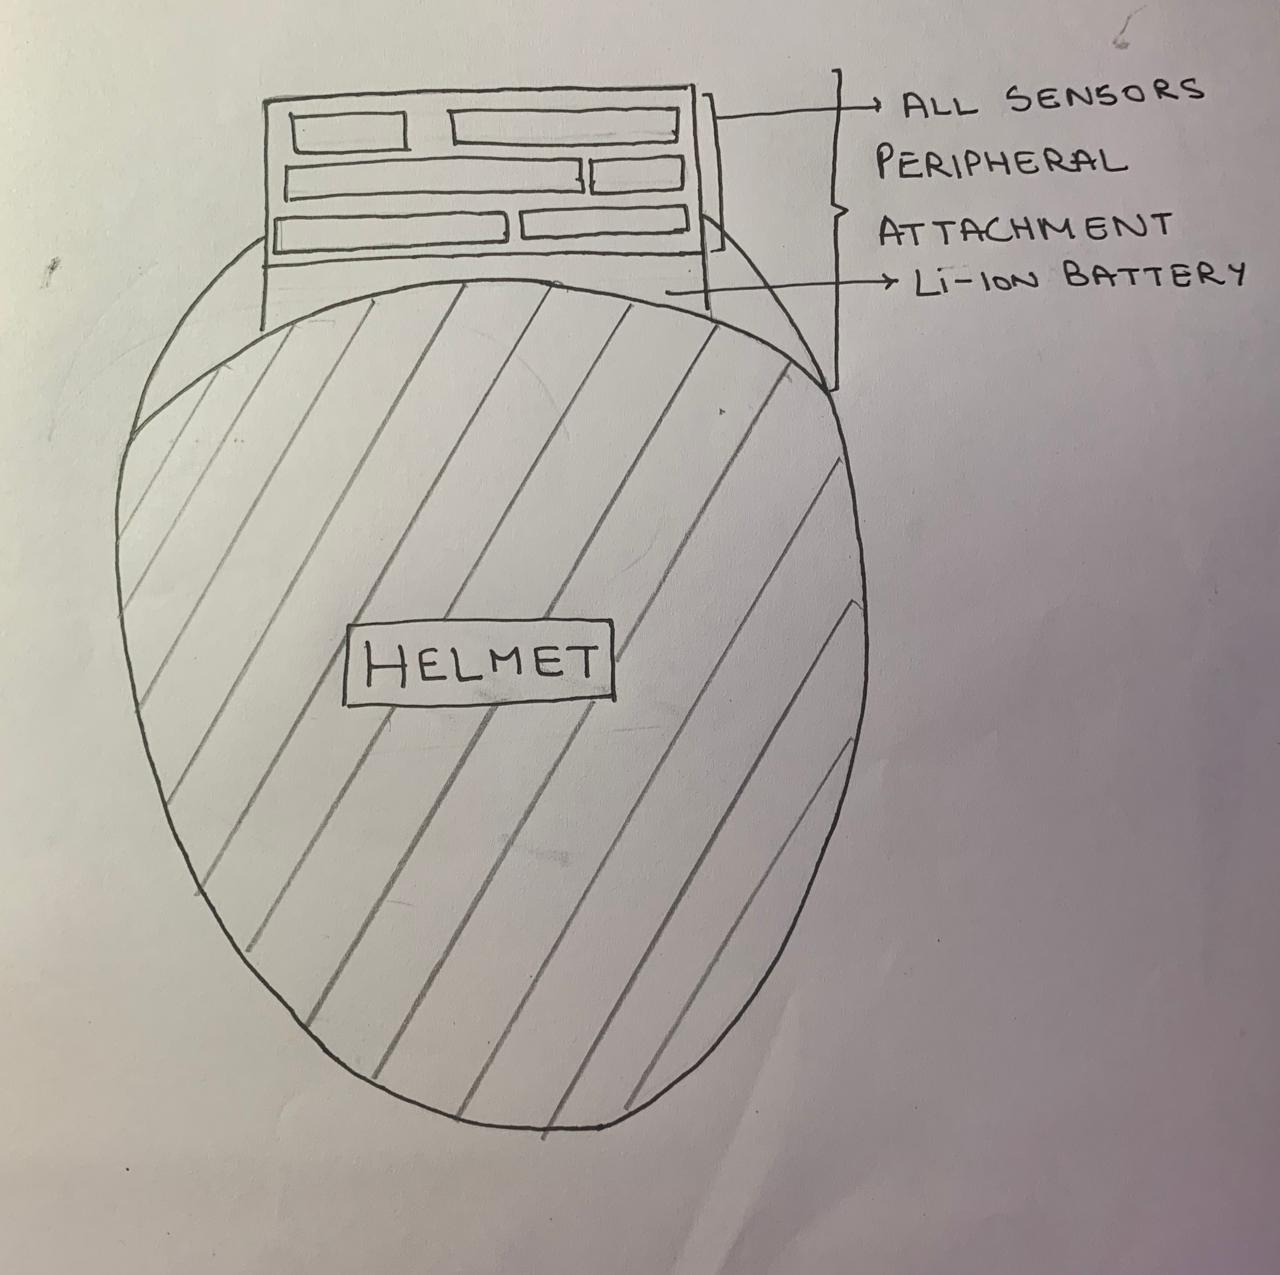 ALL SENSORS
PERIPHERAL
ATTACHMENT
Li-ION BATTERY
HELMET